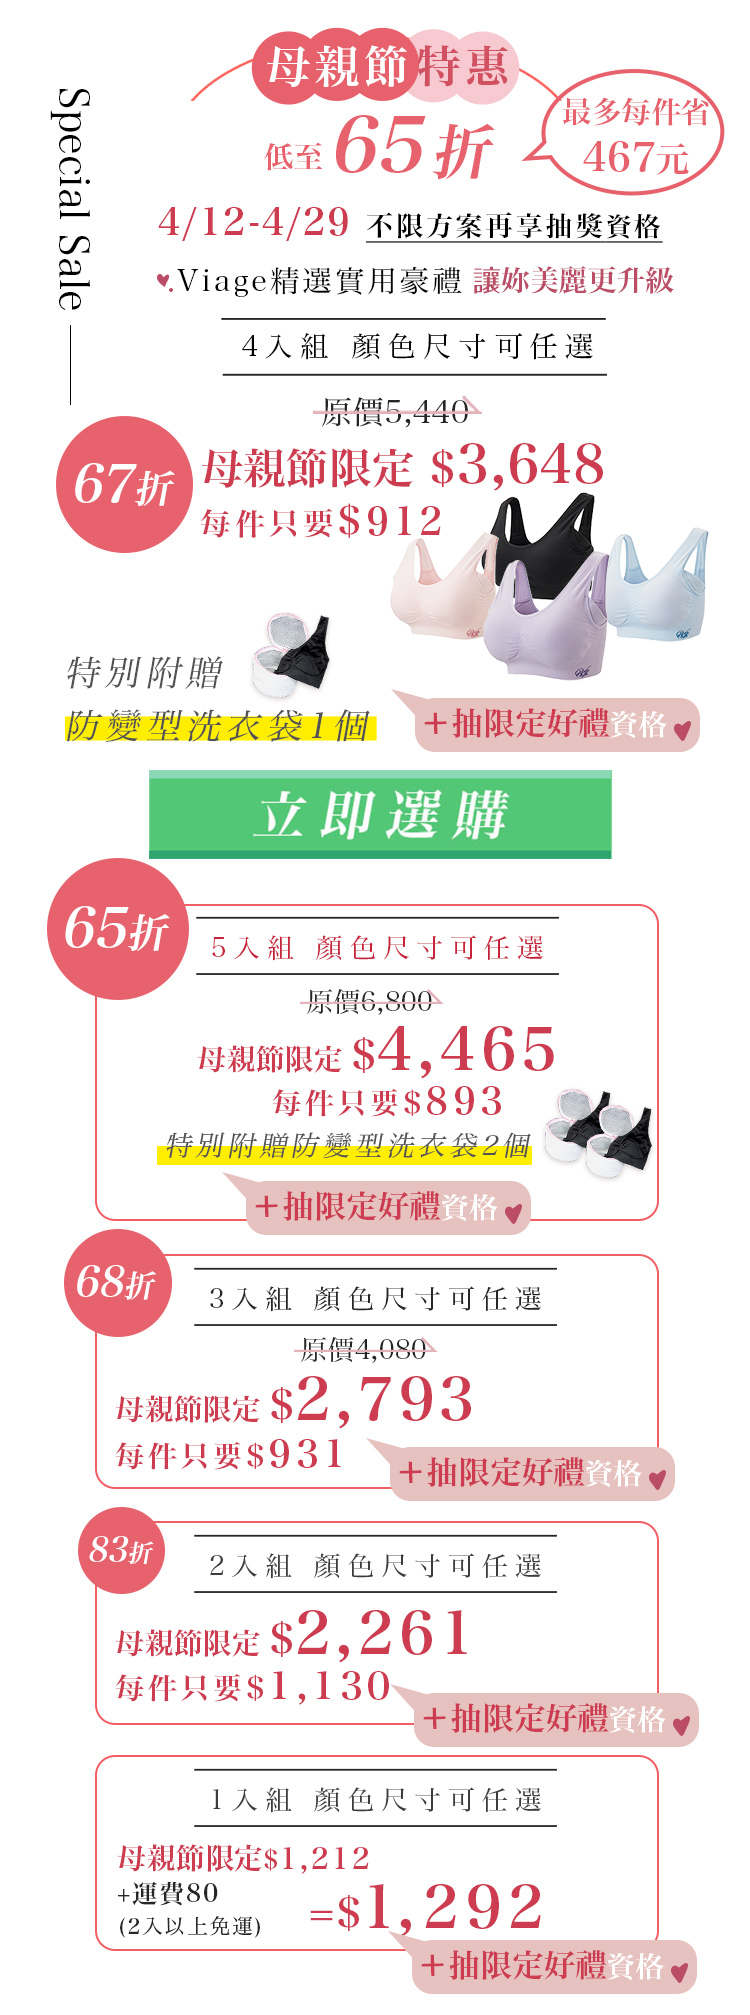 Special Sale
母親節特惠
低至65折
最多每件省
467元
4/12-4/29 不限方案再享抽獎資格
Viage精選實用豪禮 讓妳美麗更升級
4入組 顏色尺寸可任選
原價5,440
67折
母親節限定 $3,648
每件只要$912
特別附贈
防變型洗衣袋1個
+抽限定好禮資格
立即選購
65折
5入組 顏色尺寸可任選
原價6,800
母親節限定 $4,465
每件只要$893
特別附贈防變型洗衣袋2個
+抽限定好禮資格
68折
3入組 顏色尺寸可任選
原價4,080
母親節限定 $2,793
每件只要$931
+抽限定好禮資格
83折
2入組 顏色尺寸可任選
母親節限定 $2,261
每件只要$1,130
+抽限定好禮資格
1入組 顏色尺寸可任選
母親節限定$1,212
+運費80
(2入以上免運)
=$1,292
+抽限定好禮資格